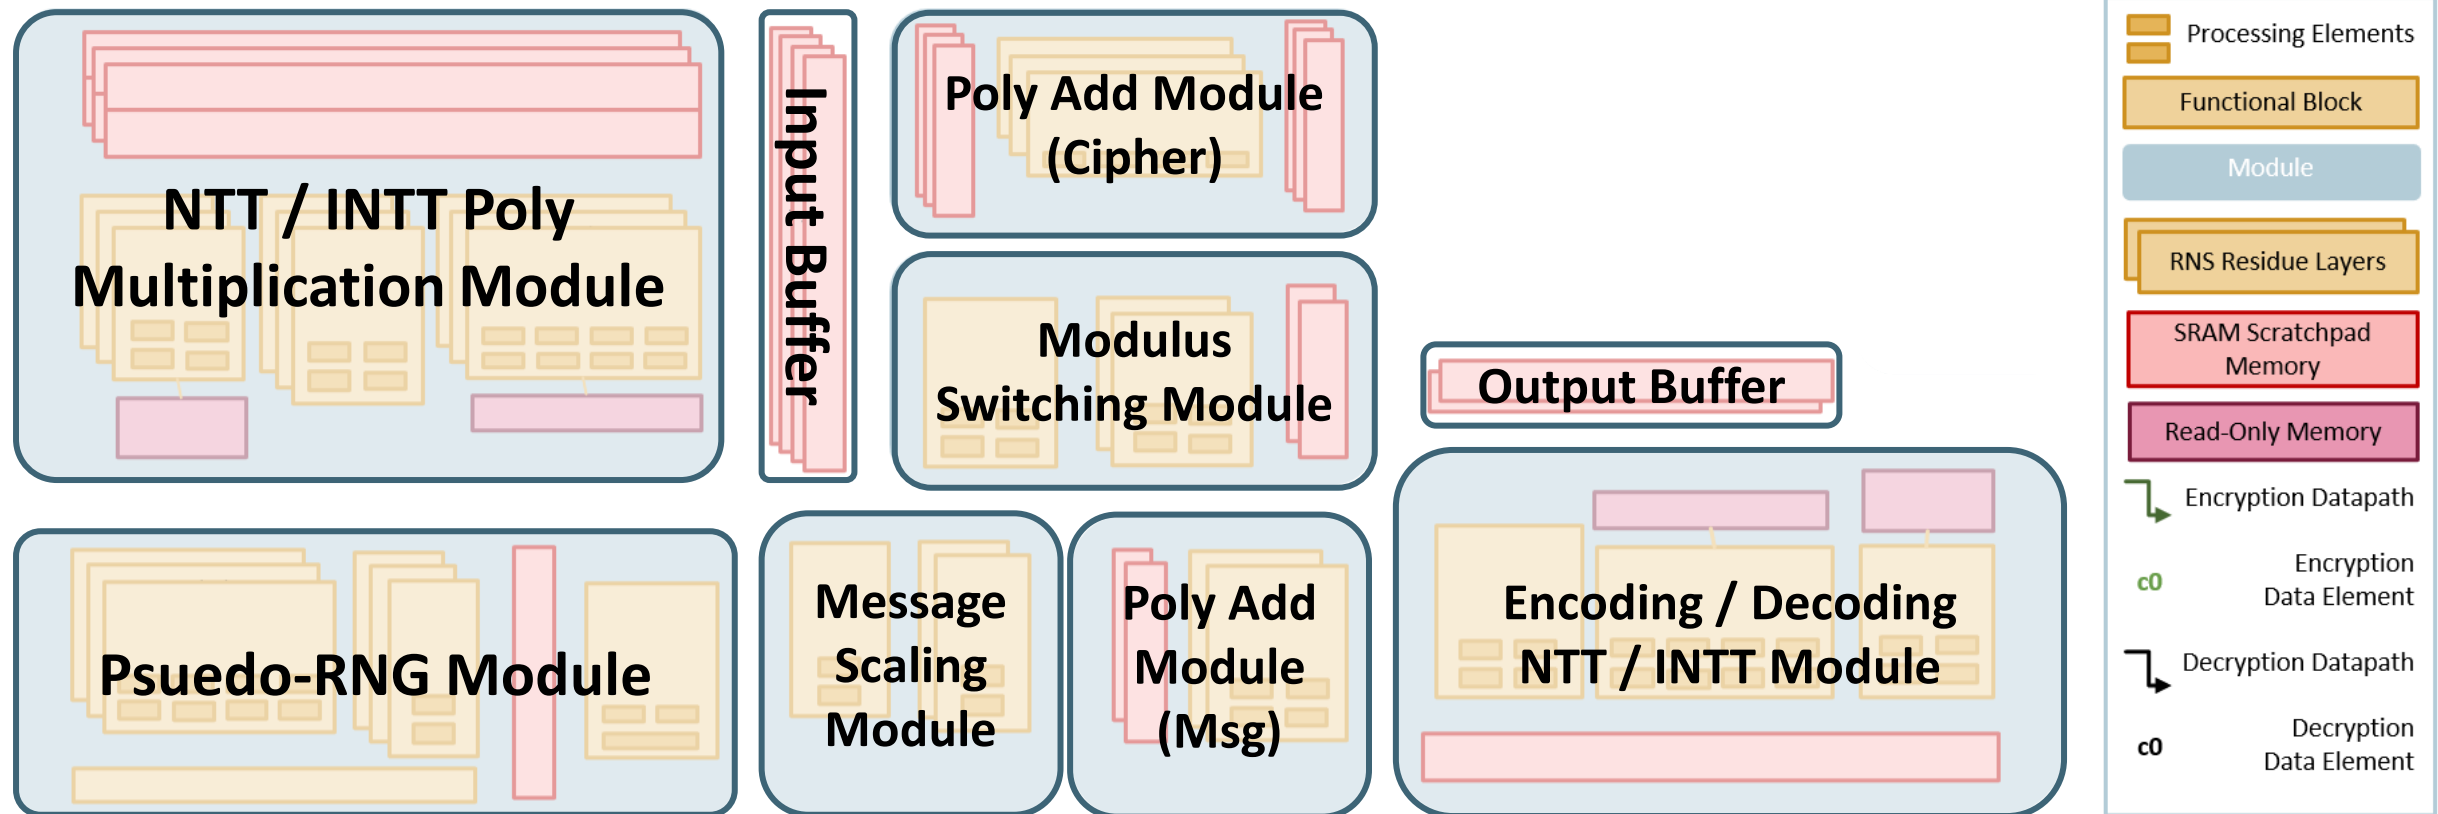 NTT / INTT Poly
Multiplication Module
Input Buffer
Poly Add Module
(Cipher)
Modulus
Switching Module
Output Buffer
Psuedo-RNG Module
Message
Scaling
Module
Poly Add
Module
(Msg)
Encoding / Decoding
NTT / INTT Module
Processing Elements
Functional Block
Module
RNS Residue Layers
SRAM Scratchpad
Memory
Read-Only Memory
Encryption Datapath
c0
Encryption
Data Element
Decryption Datapath
c0
Decryption
Data Element